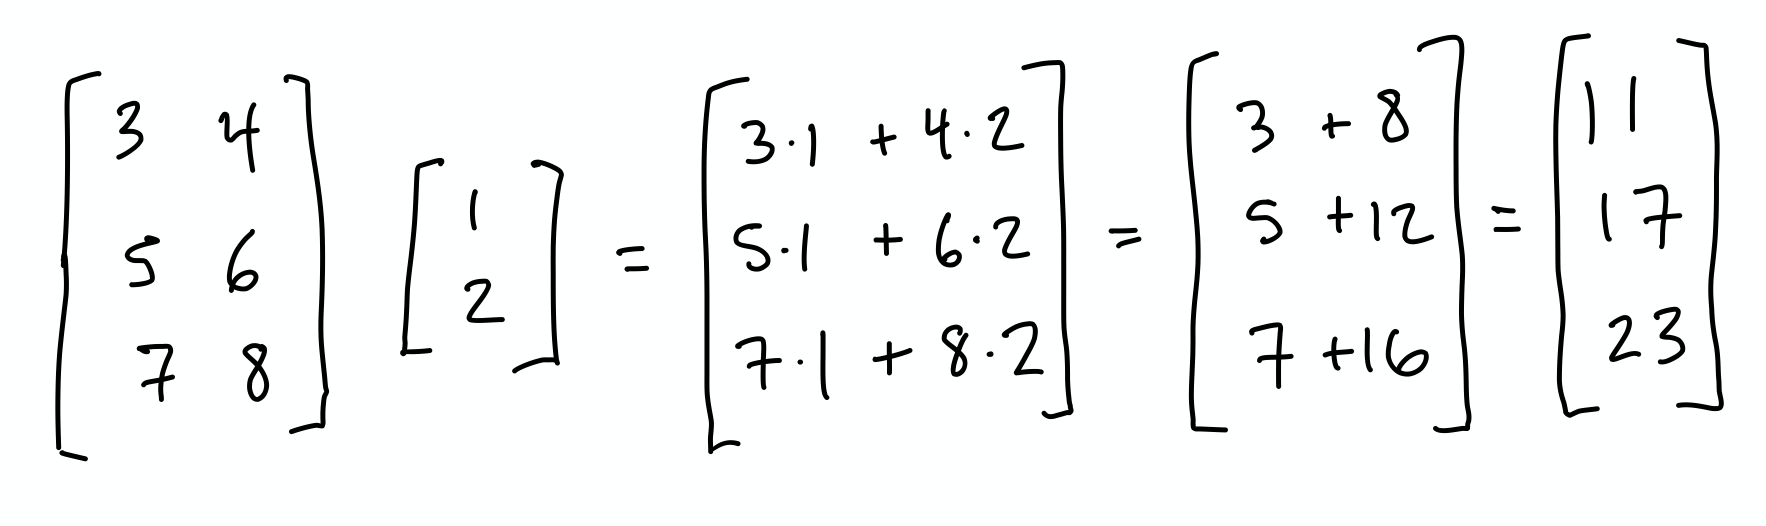 [3 4; 5 6; 7 8] [1; 2] = [3·1 + 4·2; 5·1 + 6·2; 7·1 + 8·2] = [3 + 8; 5 + 12; 7 + 16] = [11; 17; 23]